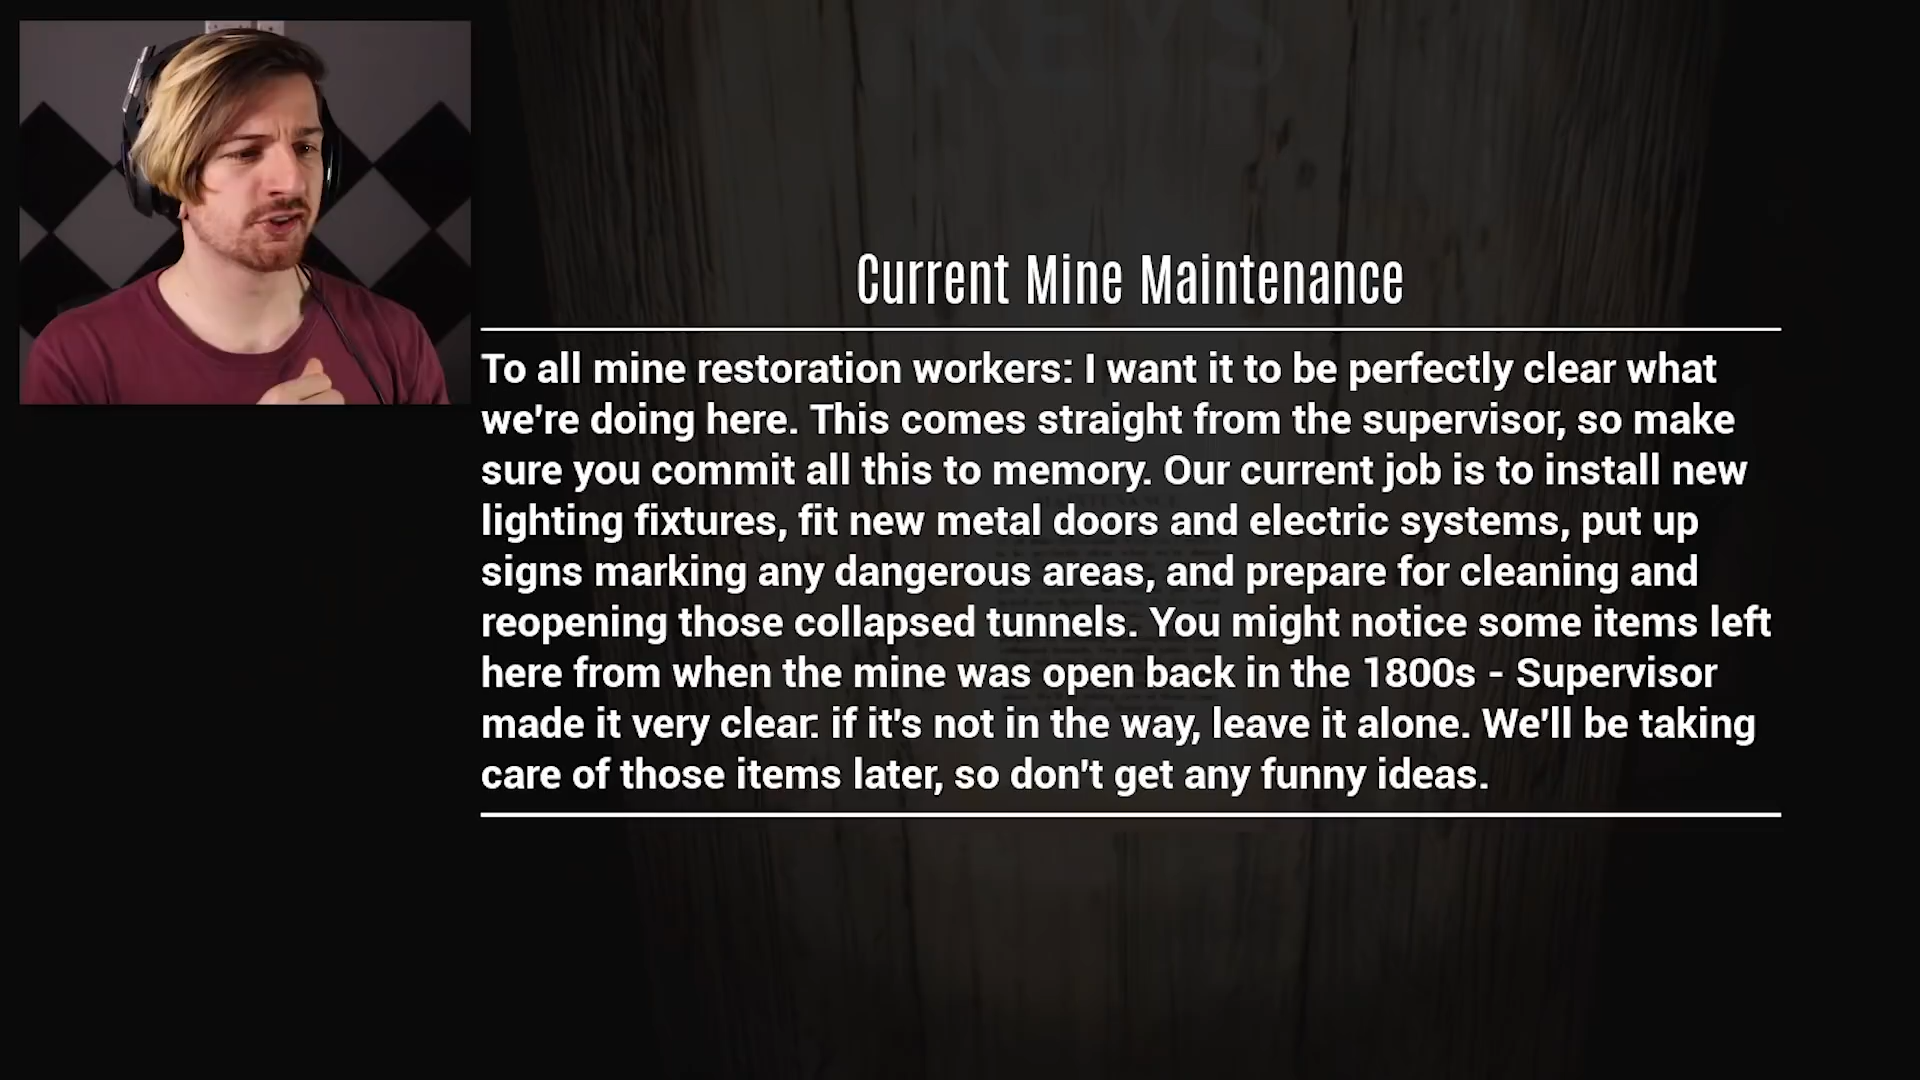 KEYS
Current Mine Maintenance
To all mine restoration workers: I want it to be perfectly clear what
we're doing here. This comes straight from the supervisor, so make
sure you commit all this to memory. Our current job is to install new
lighting fixtures, fit new metal doors and electric systems, put up
signs marking any dangerous areas, and prepare for cleaning and
reopening those collapsed tunnels. You might notice some items left
here from when the mine was open back in the 1800s - Supervisor
made it very clear: if it's not in the way, leave it alone. We'll be taking
care of those items later, so don't get any funny ideas.